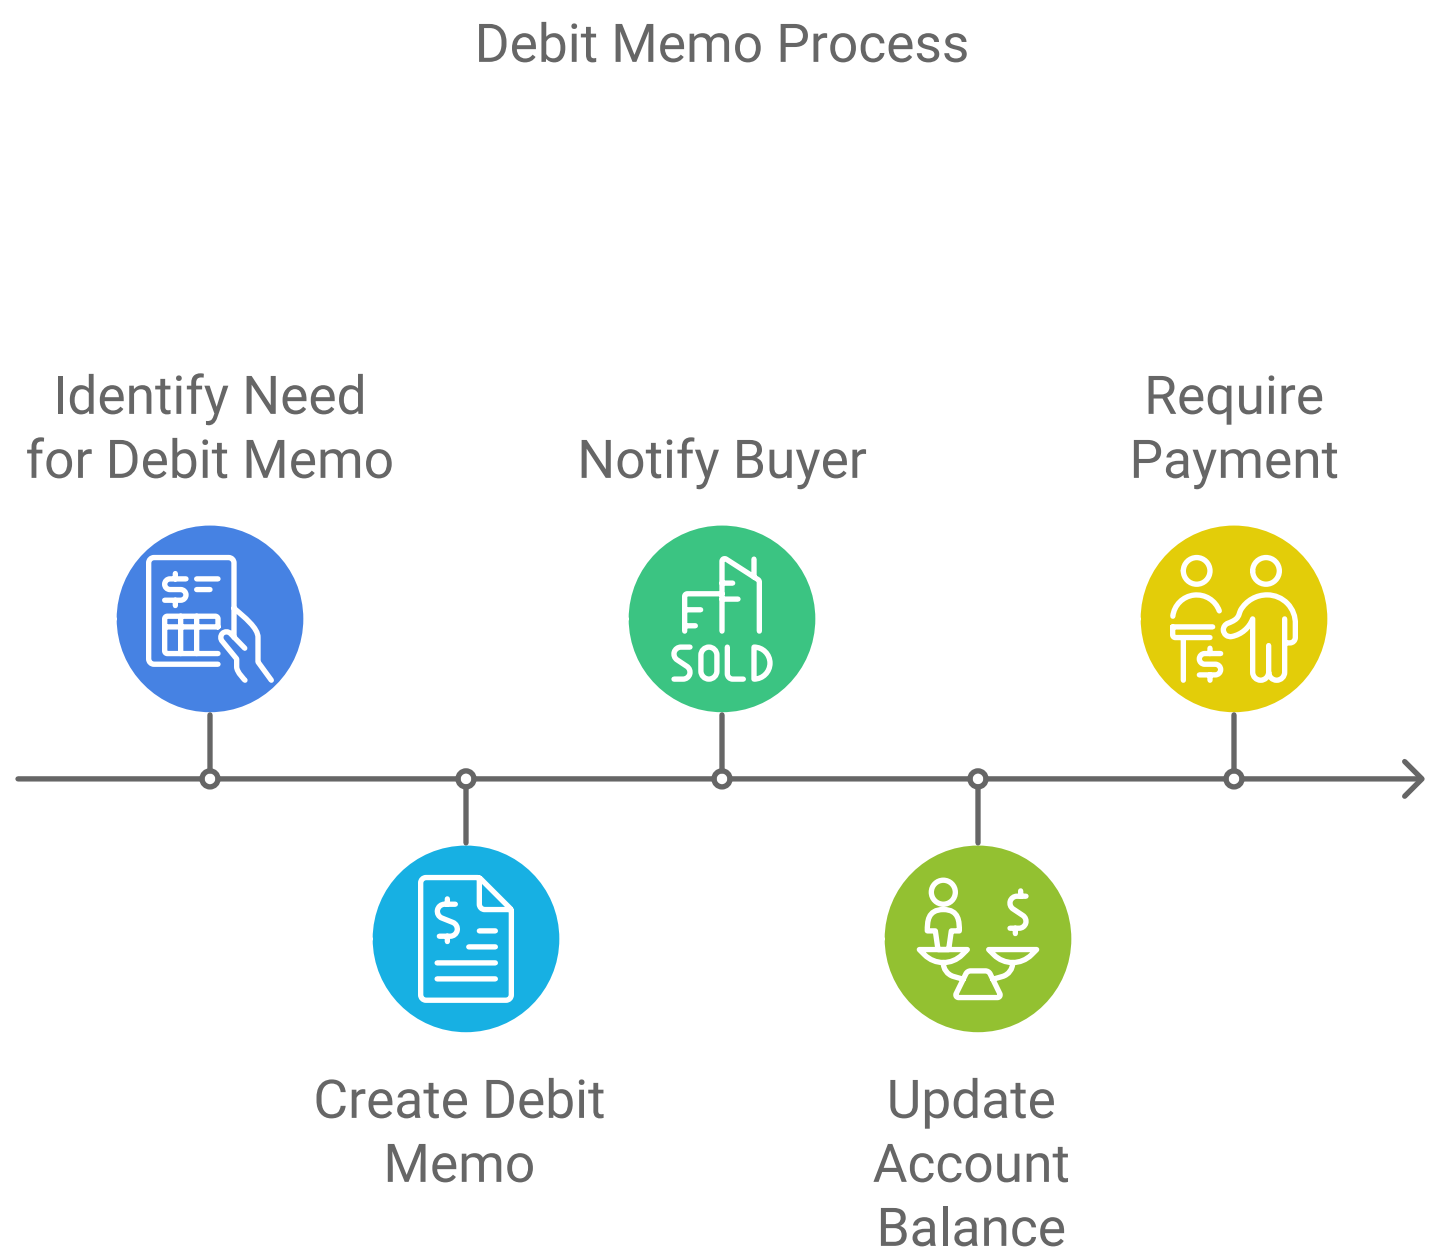 Debit Memo Process
Identify Need
for Debit Memo
Create Debit
Memo
Notify Buyer
SOLD
Update
Account
Balance
Require
Payment